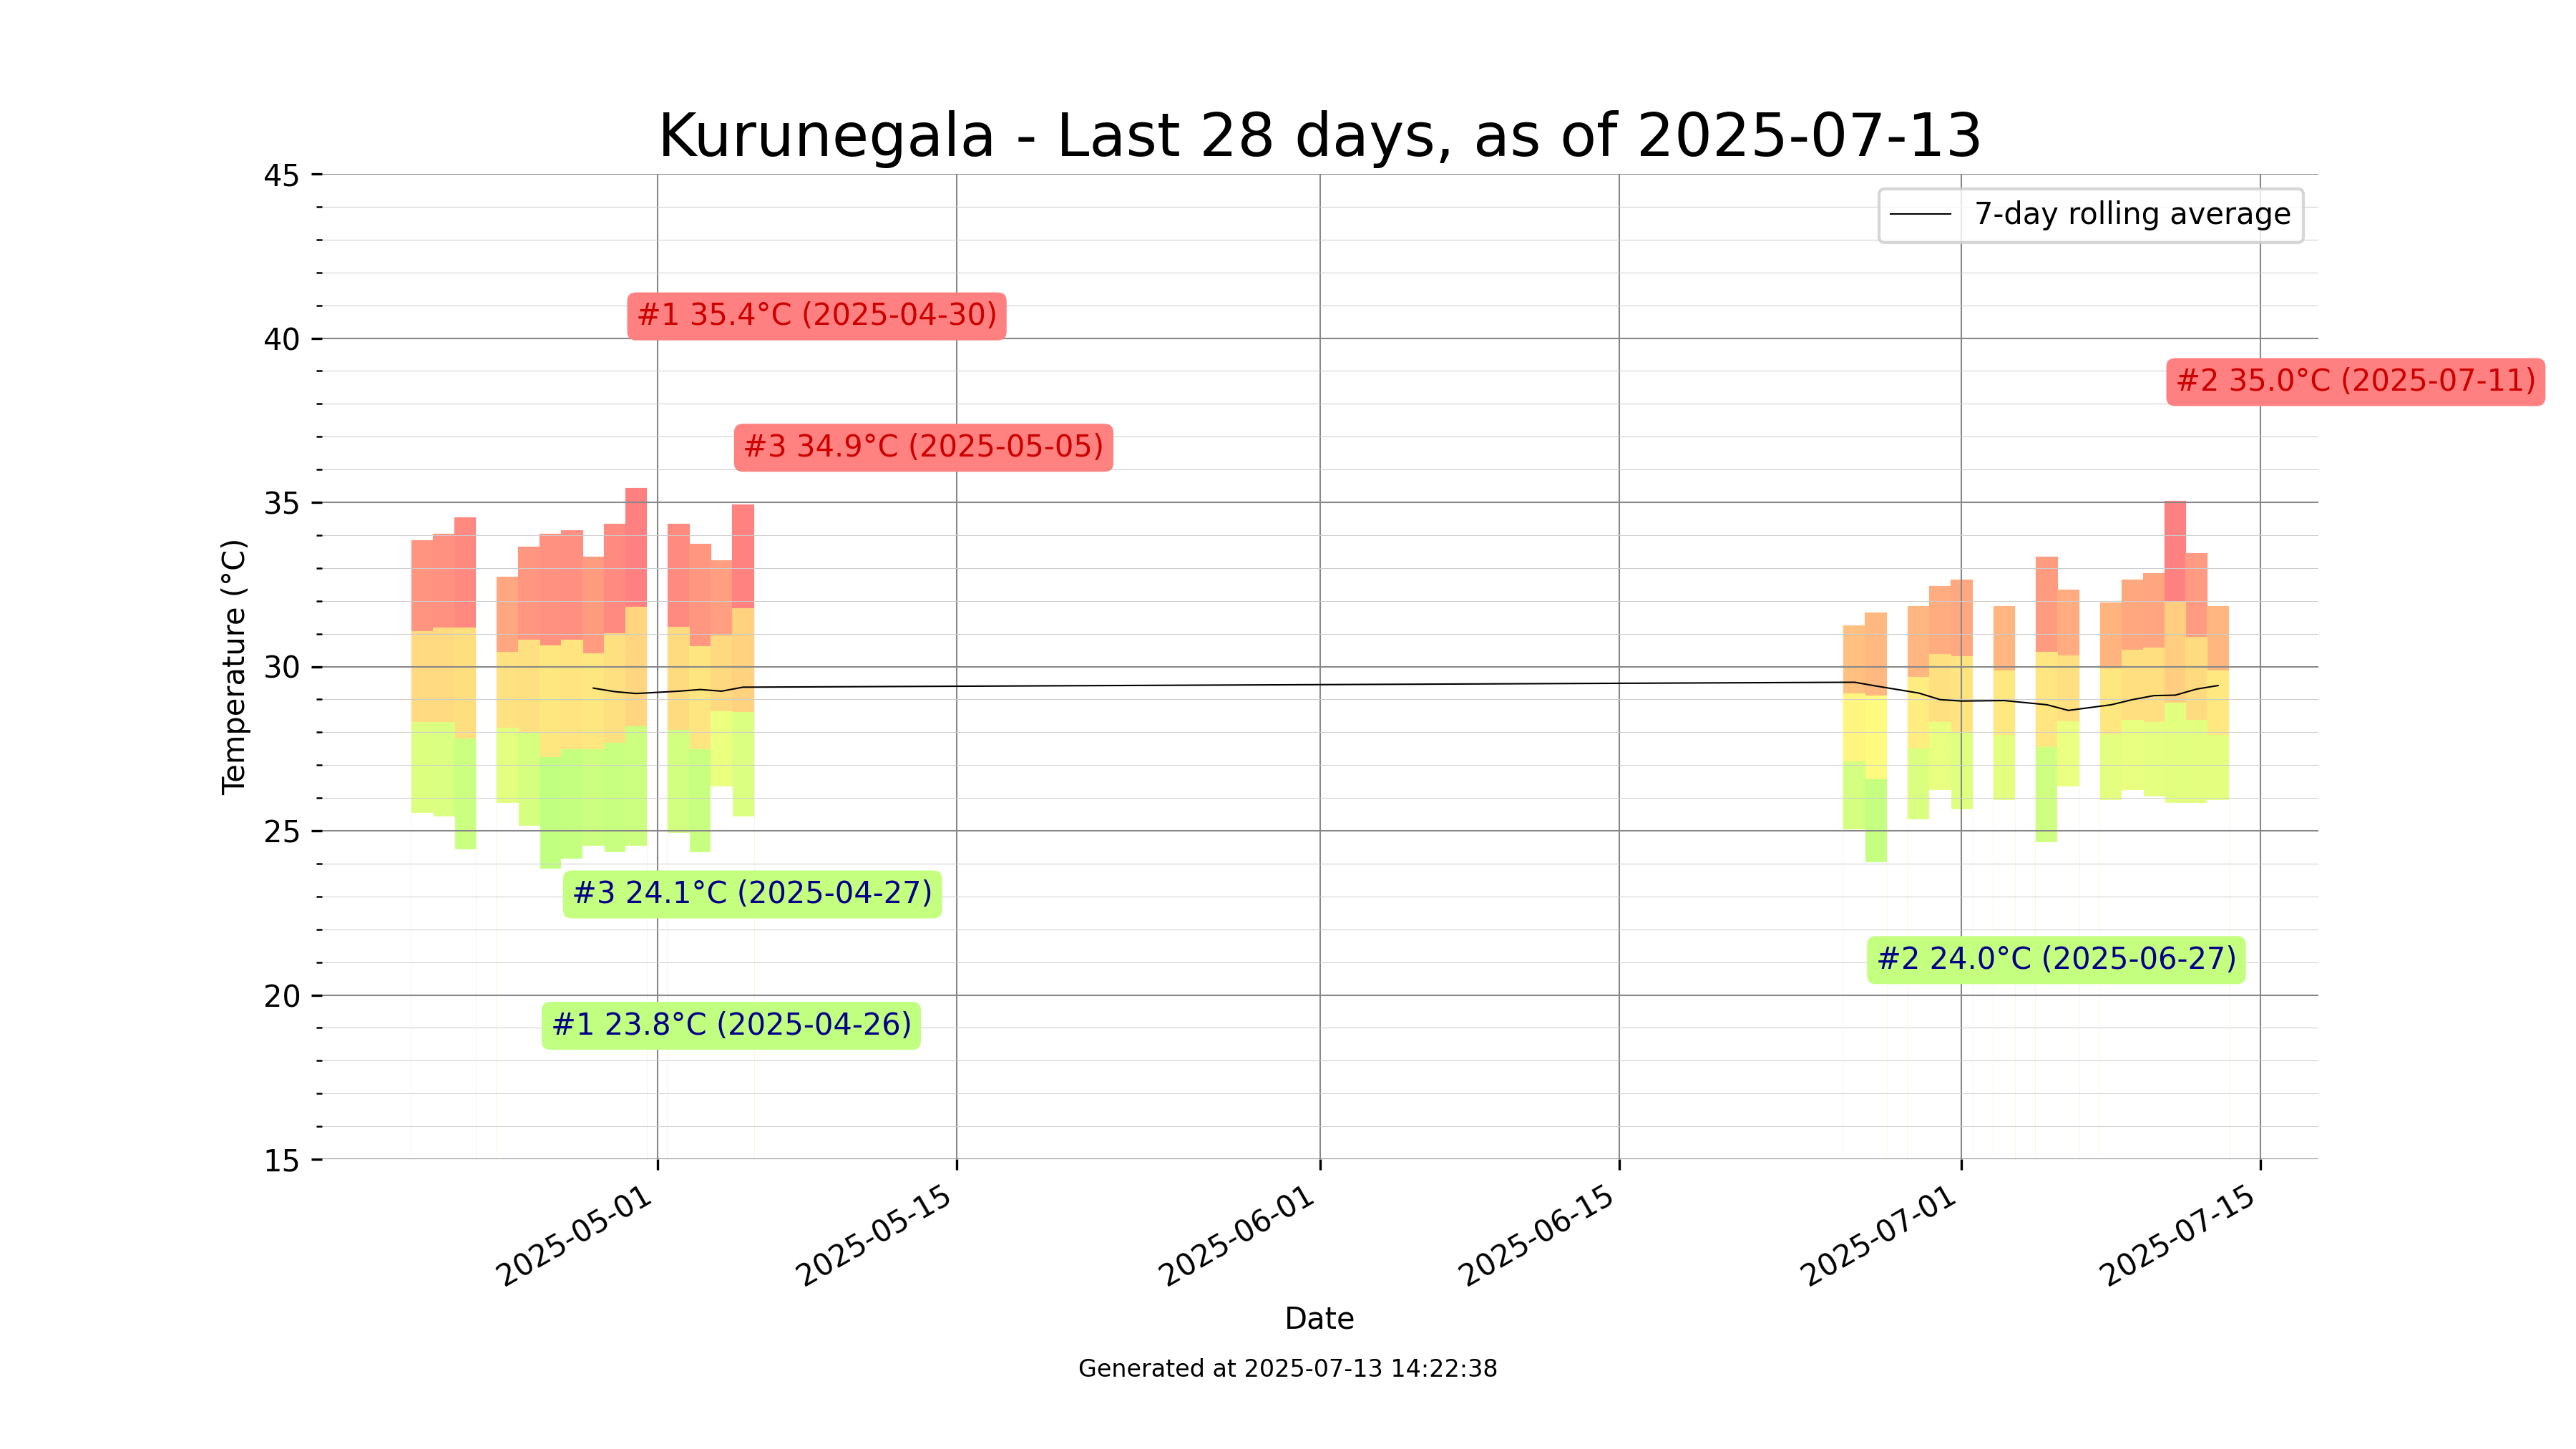 Kurunegala - Last 28 days, as of 2025-07-13
45
7-day rolling average
#1 35.4°C (2025-04-30)
40
#2 35.0°C (2025-07-11)
#3 34.9°C (2025-05-05)
35
30
Temperature (°C)
25
#3 24.1°C (2025-04-27)
#2 24.0°C (2025-06-27)
20
#1 23.8°C (2025-04-26)
15
2025-05-01
2025-05-15
2025-06-01
2025-06-15
2025-07-01
2025-07-15
Date
Generated at 2025-07-13 14:22:38